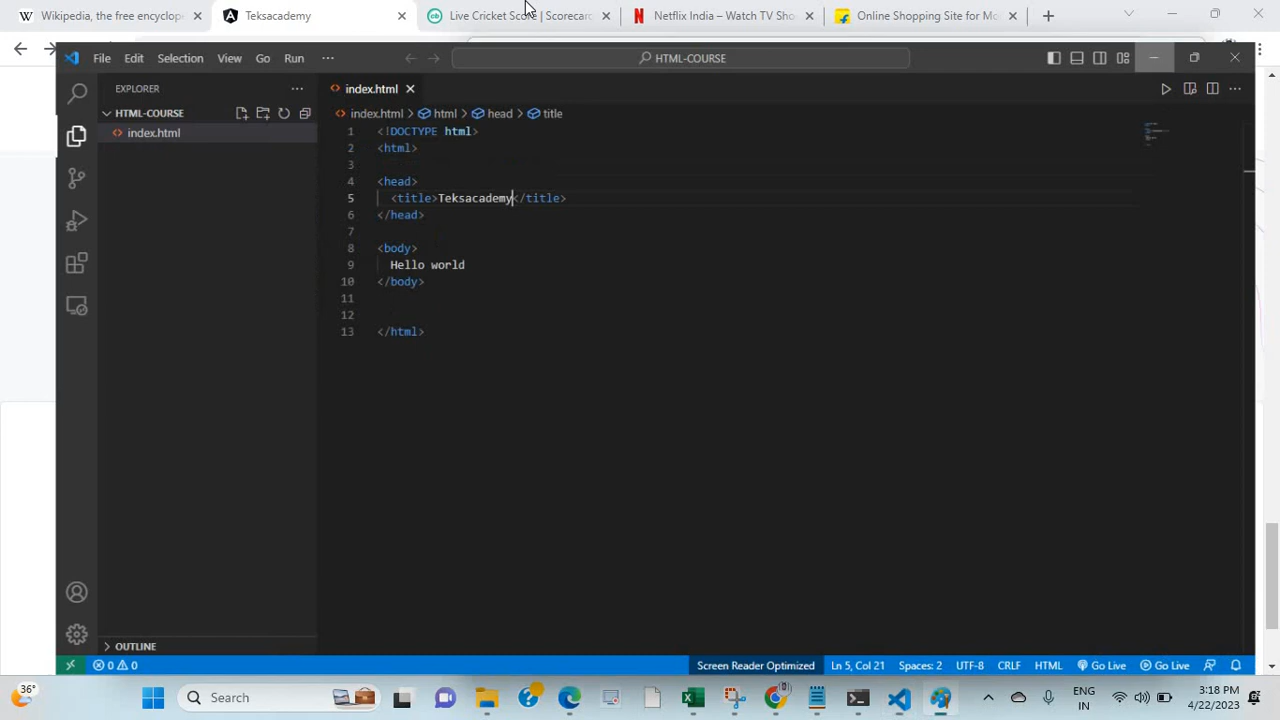 Wikipedia, the free encyclop
Teksacademy
Live Cricket Score | Scorecar
Netflix India – Watch TV Sho
Online Shopping Site for Mo
File Edit Selection View Go Run
HTML-COURSE
EXPLORER
index.html
index.html > html > head > title
HTML-COURSE
index.html
1 <!DOCTYPE html>
2 <html>
3
4 <head>
5 <title>Teksacademy</title>
6 </head>
7
8 <body>
9 Hello world
10 </body>
11
12
13 </html>
OUTLINE
0 0
Screen Reader Optimized
Ln 5, Col 21
Spaces: 2
UTF-8
CRLF
HTML
Go Live
Go Live
36°
Search
ENG
IN
3:18 PM
4/22/2023